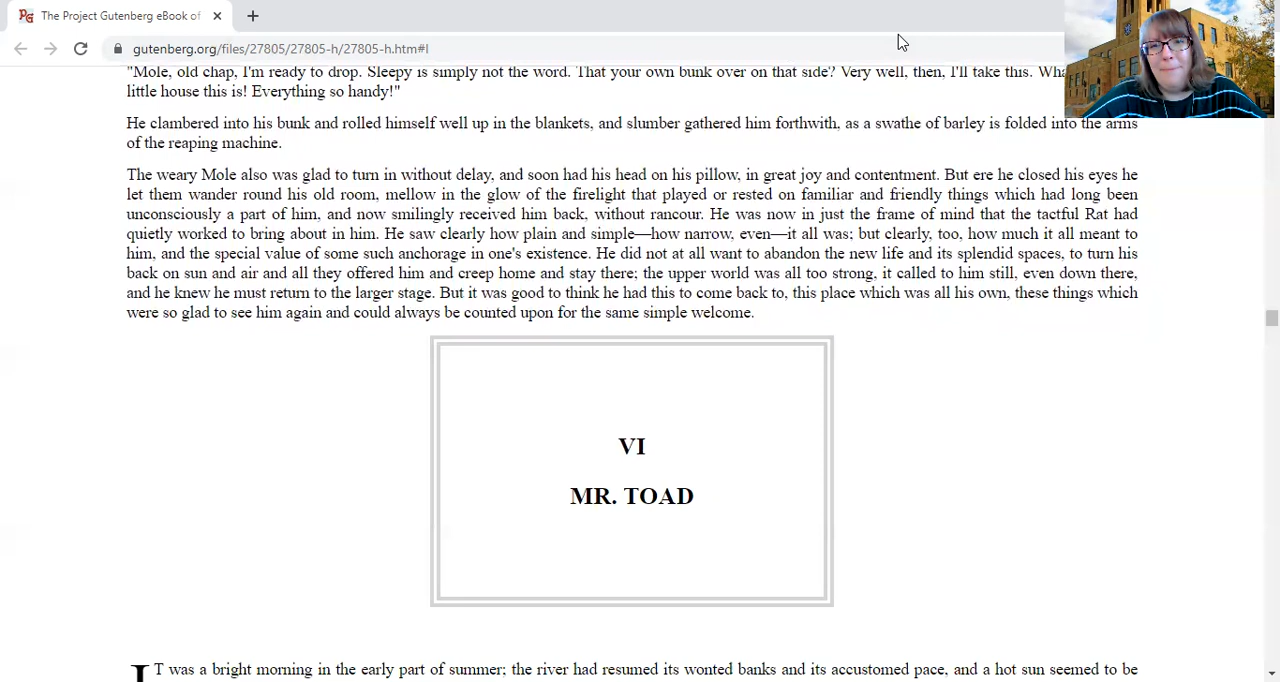 The Project Gutenberg eBook of
gutenberg.org/files/27805/27805-h/27805-h.htm#I
"Mole, old chap, I'm ready to drop. Sleepy is simply not the word. That your own bunk over on that side? Very well, then, I'll take this.
little house this is! Everything so handy!"
He clambered into his bunk and rolled himself well up in the blankets, and slumber gathered him forthwith, as a swathe of barley is folded into the arms
of the reaping machine.
The weary Mole also was glad to turn in without delay, and soon had his head on his pillow, in great joy and contentment. But ere he closed his eyes he
let them wander round his old room, mellow in the glow of the firelight that played or rested on familiar and friendly things which had long been
unconsciously a part of him, and now smilingly received him back, without rancour. He was now in just the frame of mind that the tactful Rat had
quietly worked to bring about in him. He saw clearly how plain and simple—how narrow, even—it all was; but clearly, too, how much it all meant to
him, and the special value of some such anchorage in one's existence. He did not at all want to abandon the new life and its splendid spaces, to turn his
back on sun and air and all they offered him and creep home and stay there; the upper world was all too strong, it called to him still, even down there,
and he knew he must return to the larger stage. But it was good to think he had this to come back to, this place which was all his own, these things which
were so glad to see him again and could always be counted upon for the same simple welcome.
VI
MR. TOAD
IT was a bright morning in the early part of summer; the river had resumed its wonted banks and its accustomed pace, and a hot sun seemed to be